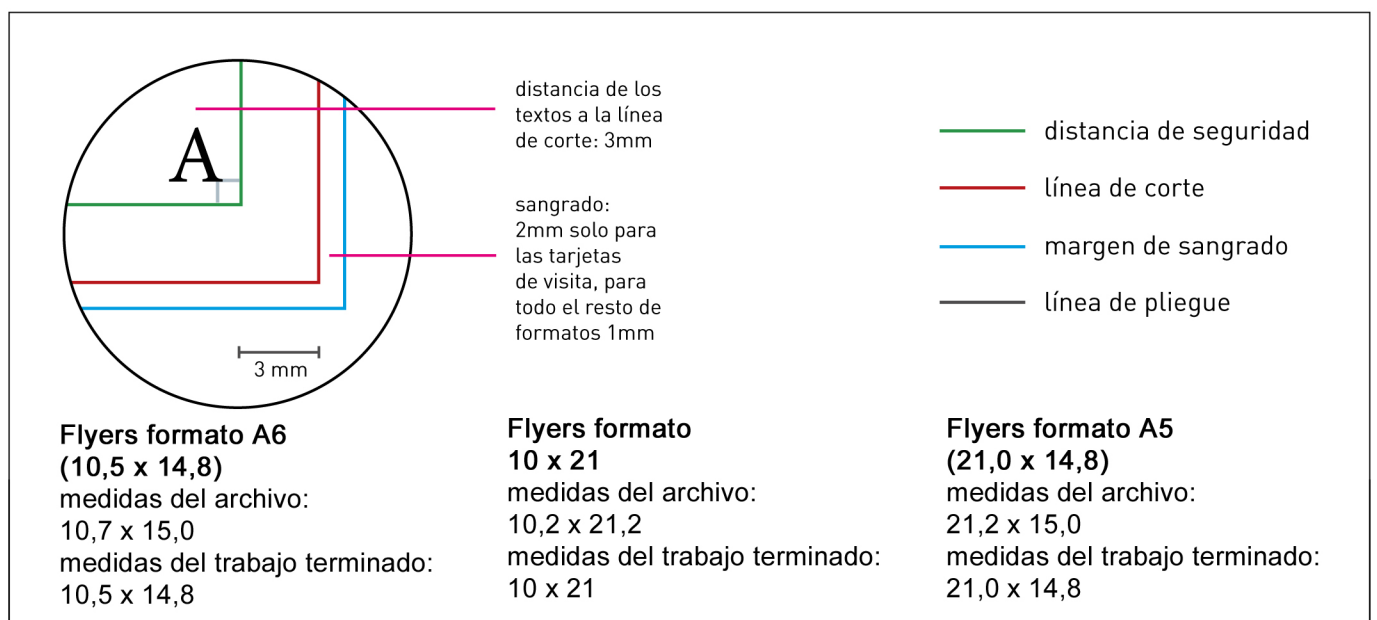 distancia de los
textos a la línea
de corte: 3mm
A
sangrado:
2mm solo para
las tarjetas
de visita, para
todo el resto de
formatos 1mm
3 mm
distancia de seguridad
línea de corte
margen de sangrado
línea de pliegue
Flyers formato A6
(10,5 x 14,8)
medidas del archivo:
10,7 x 15,0
medidas del trabajo terminado:
10,5 x 14,8
Flyers formato
10 x 21
medidas del archivo:
10,2 x 21,2
medidas del trabajo terminado:
10 x 21
Flyers formato A5
(21,0 x 14,8)
medidas del archivo:
21,2 x 15,0
medidas del trabajo terminado:
21,0 x 14,8